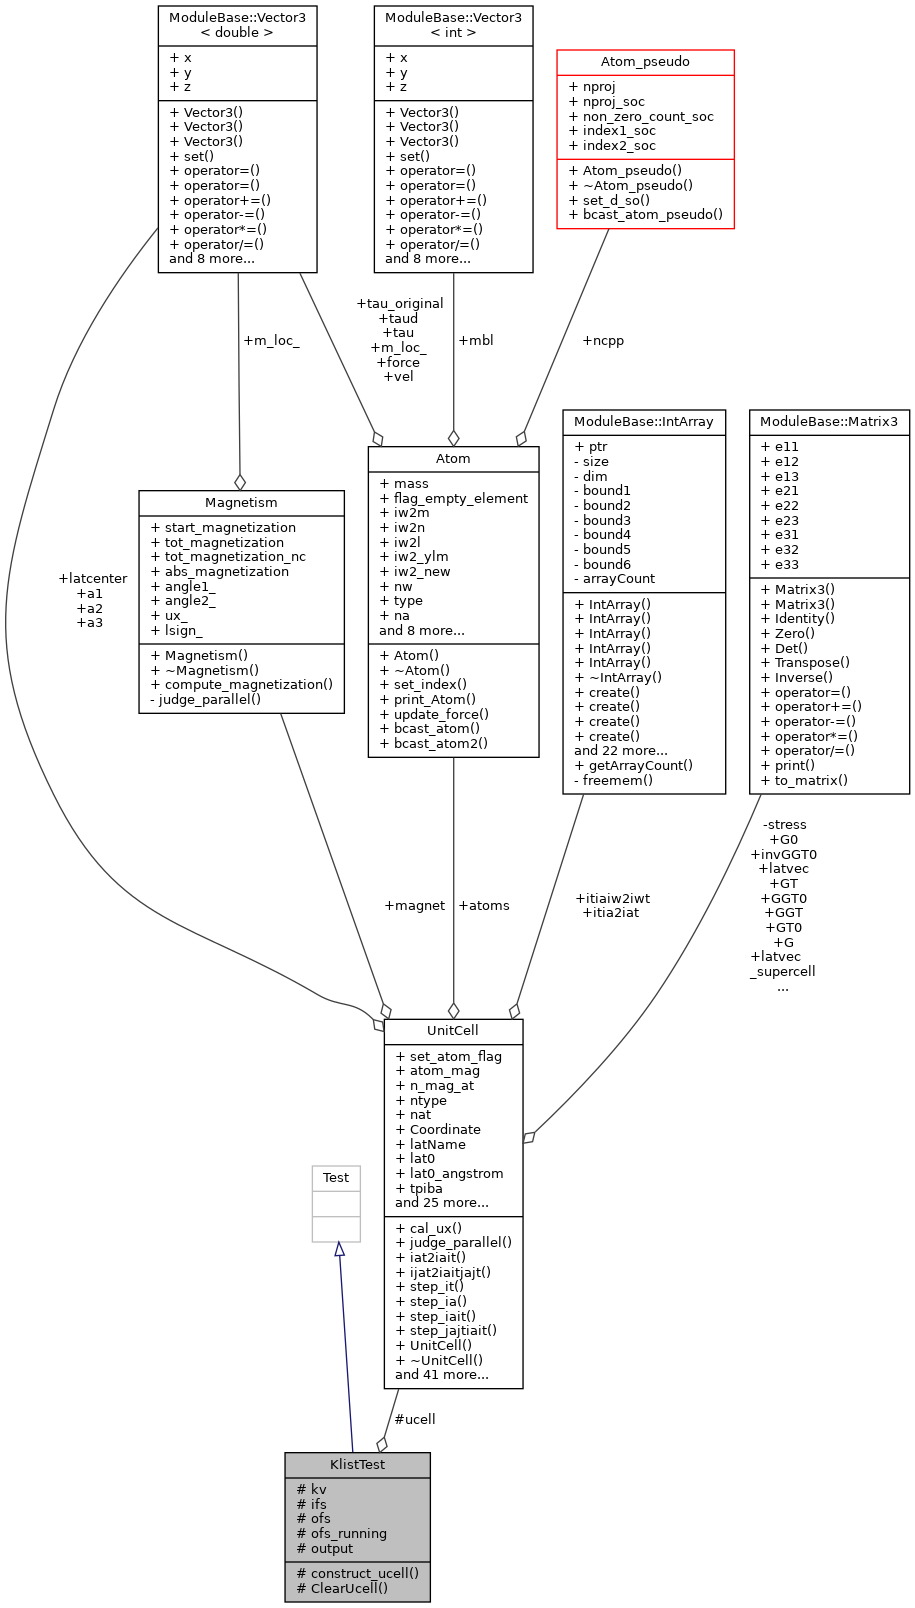 ModuleBase::Vector3
< double >
+ x
+ y
+ z
+ Vector3()
+ Vector3()
+ Vector3()
+ set()
+ operator=()
+ operator=()
+ operator+=()
+ operator-=()
+ operator*=()
+ operator/=()
and 8 more...
ModuleBase::Vector3
< int >
+ x
+ y
+ z
+ Vector3()
+ Vector3()
+ Vector3()
+ set()
+ operator=()
+ operator=()
+ operator+=()
+ operator-=()
+ operator*=()
+ operator/=()
and 8 more...
Atom_pseudo
+ nproj
+ nproj_soc
+ non_zero_count_soc
+ index1_soc
+ index2_soc
+ Atom_pseudo()
+ ~Atom_pseudo()
+ set_d_so()
+ bcast_atom_pseudo()
+m_loc_
+tau_original
+taud
+tau
+m_loc_
+force
+vel
+mbl
+ncpp
Magnetism
+ start_magnetization
+ tot_magnetization
+ tot_magnetization_nc
+ abs_magnetization
+ angle1_
+ angle2_
+ ux_
+ lsign_
+ Magnetism()
+ ~Magnetism()
+ compute_magnetization()
- judge_parallel()
Atom
+ mass
+ flag_empty_element
+ iw2m
+ iw2n
+ iw2l
+ iw2_ylm
+ iw2_new
+ nw
+ type
+ na
and 8 more...
+ Atom()
+ ~Atom()
+ set_index()
+ print_Atom()
+ update_force()
+ bcast_atom()
+ bcast_atom2()
ModuleBase::IntArray
+ ptr
- size
- dim
- bound1
- bound2
- bound3
- bound4
- bound5
- bound6
- arrayCount
+ IntArray()
+ IntArray()
+ IntArray()
+ IntArray()
+ IntArray()
+ ~IntArray()
+ create()
+ create()
+ create()
+ create()
and 22 more...
+ getArrayCount()
- freemem()
ModuleBase::Matrix3
+ e11
+ e12
+ e13
+ e21
+ e22
+ e23
+ e31
+ e32
+ e33
+ Matrix3()
+ Matrix3()
+ Identity()
+ Zero()
+ Det()
+ Transpose()
+ Inverse()
+ operator=()
+ operator+=()
+ operator-=()
+ operator*=()
+ operator/=()
+ print()
+ to_matrix()
+latcenter
+a1
+a2
+a3
+magnet
+atoms
+itiaiw2iwt
+itia2iat
-stress
+G0
+invGGT0
+latvec
+GT
+GGT0
+GGT
+GT0
+G
+latvec
_supercell
...
UnitCell
+ set_atom_flag
+ atom_mag
+ n_mag_at
+ ntype
+ nat
+ Coordinate
+ latName
+ lat0
+ lat0_angstrom
+ tpiba
and 25 more...
+ cal_ux()
+ judge_parallel()
+ iat2iait()
+ ijat2iaitjajt()
+ step_it()
+ step_ia()
+ step_iait()
+ step_jajtiait()
+ UnitCell()
+ ~UnitCell()
and 41 more...
Test
#ucell
KlistTest
# kv
# ifs
# ofs
# ofs_running
# output
# construct_ucell()
# ClearUcell()